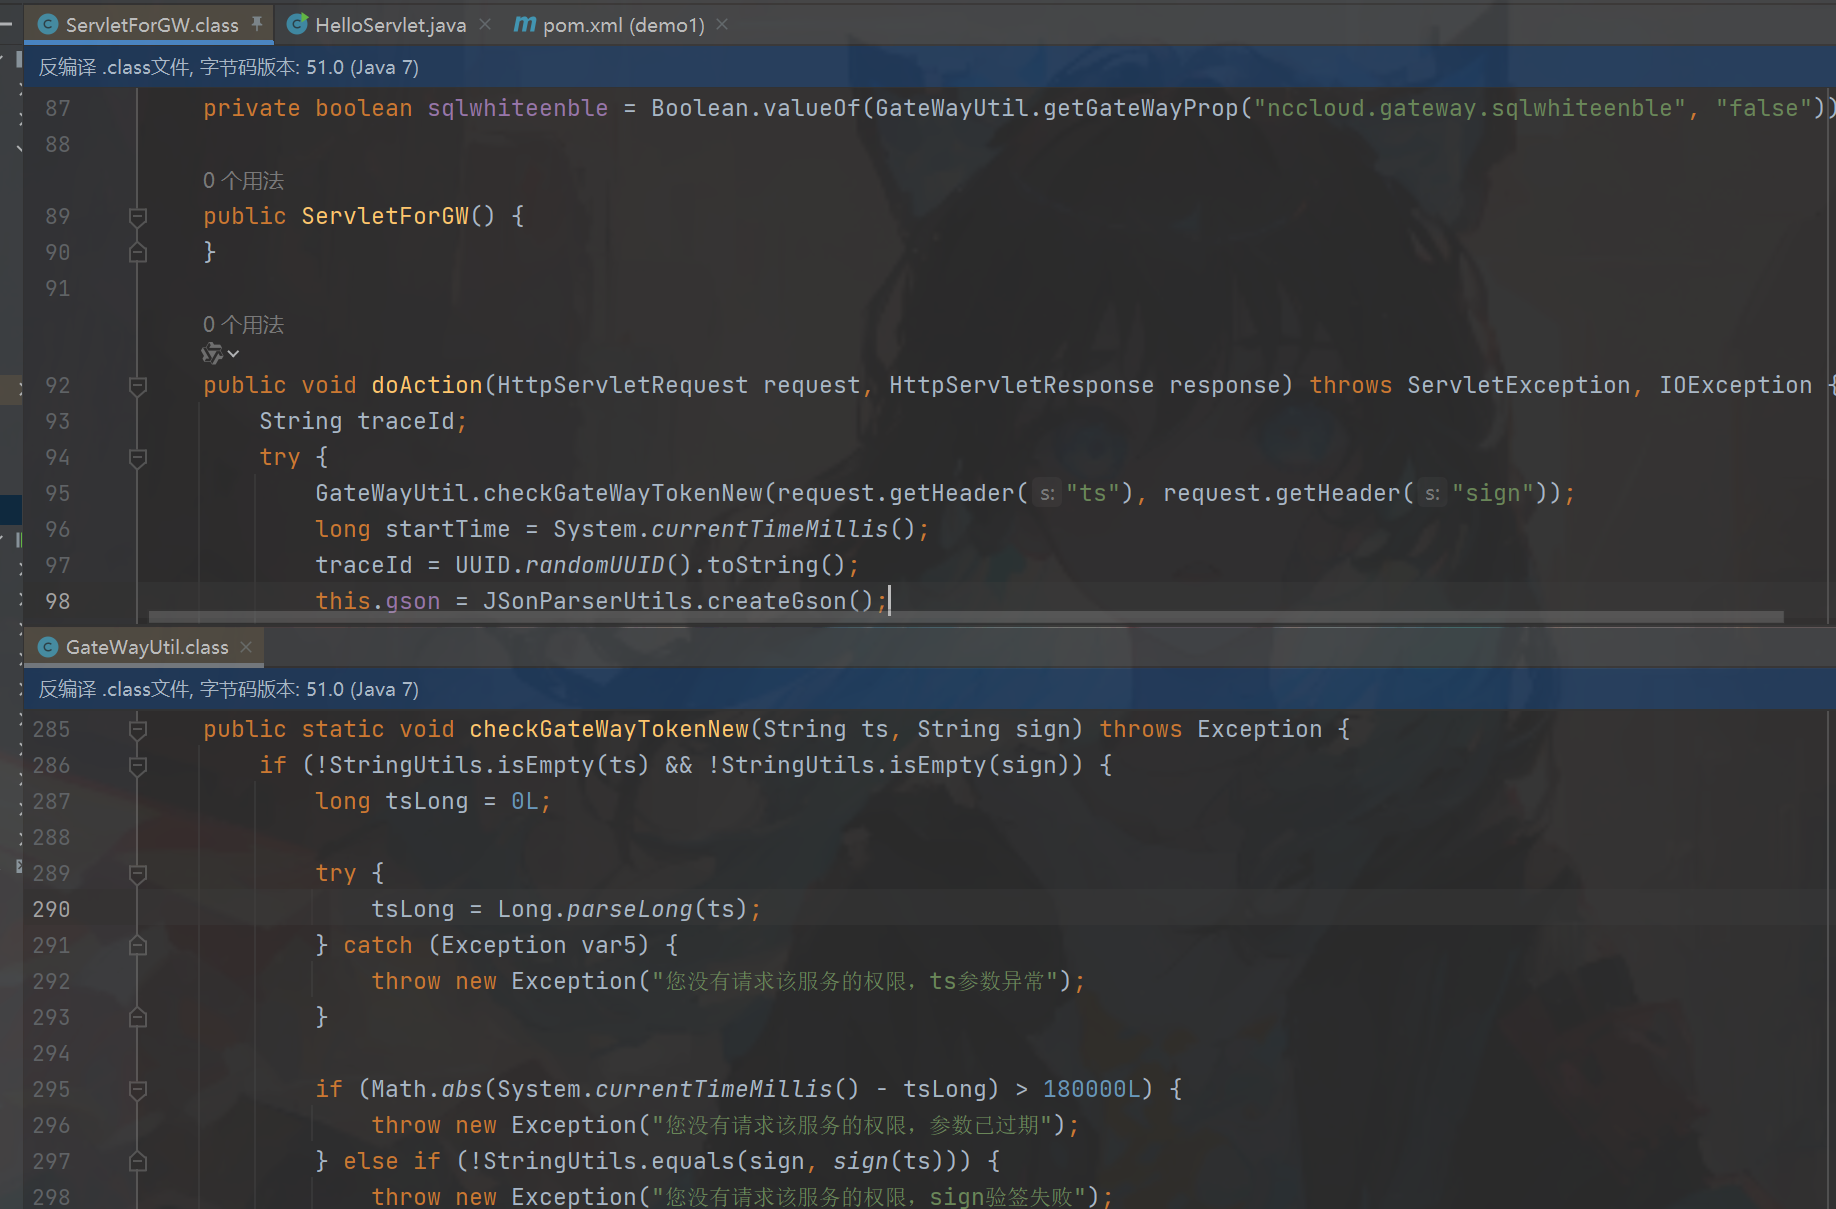 ServletForGW.class HelloServlet.java pom.xml (demo1)
反编译 .class文件, 字节码版本: 51.0 (Java 7)
87 private boolean sqlwhiteenble = Boolean.valueOf(GateWayUtil.getGateWayProp("nccloud.gateway.sqlwhiteenble", "false"))
88
0 个用法
89 public ServletForGW() {
90 }
91
0 个用法
92 public void doAction(HttpServletRequest request, HttpServletResponse response) throws ServletException, IOException {
93 String traceId;
94 try {
95 GateWayUtil.checkGateWayTokenNew(request.getHeader( s: "ts"), request.getHeader( s: "sign"));
96 long startTime = System.currentTimeMillis();
97 traceId = UUID.randomUUID().toString();
98 this.gson = JSonParserUtils.createGson();
GateWayUtil.class
反编译 .class文件, 字节码版本: 51.0 (Java 7)
285 public static void checkGateWayTokenNew(String ts, String sign) throws Exception {
286 if (!StringUtils.isEmpty(ts) && !StringUtils.isEmpty(sign)) {
287 long tsLong = 0L;
288
289 try {
290 tsLong = Long.parseLong(ts);
291 } catch (Exception var5) {
292 throw new Exception("您没有请求该服务的权限，ts参数异常");
293 }
294
295 if (Math.abs(System.currentTimeMillis() - tsLong) > 180000L) {
296 throw new Exception("您没有请求该服务的权限，参数已过期");
297 } else if (!StringUtils.equals(sign, sign(ts))) {
298 throw new Exception("您没有请求该服务的权限，sign验签失败");